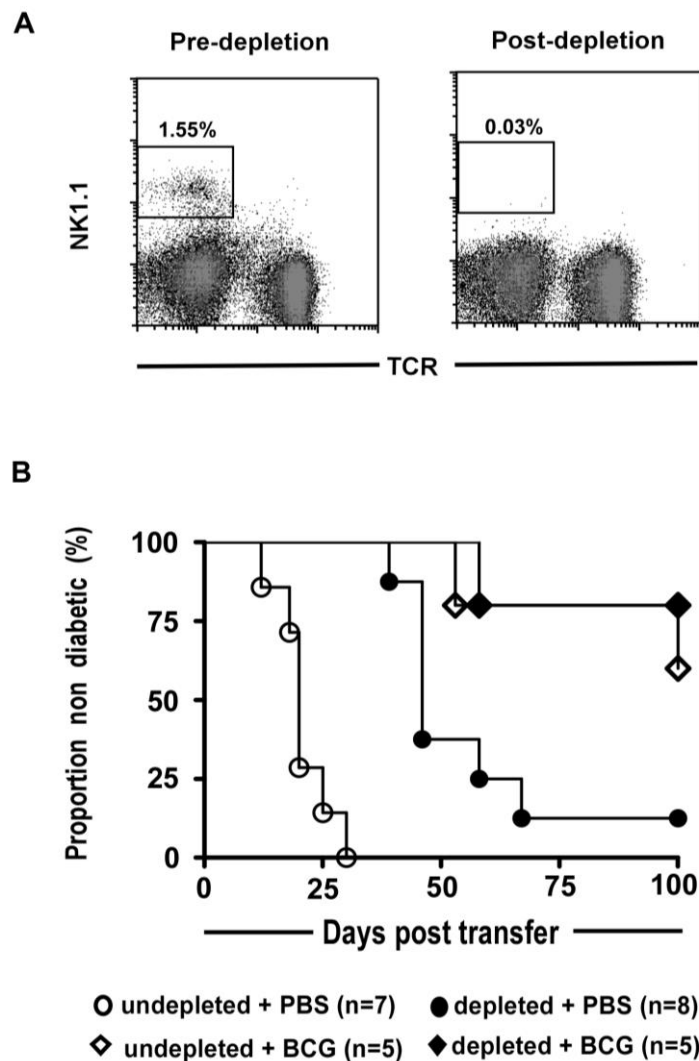 A
Pre-depletion Post-depletion
1.55% 0.03%
NK1.1
TCR
B
Proportion non diabetic (%)
100
75
50
25
0
0 25 50 75 100
Days post transfer
undepleted + PBS (n=7) depleted + PBS (n=8)
undepleted + BCG (n=5) depleted + BCG (n=5)